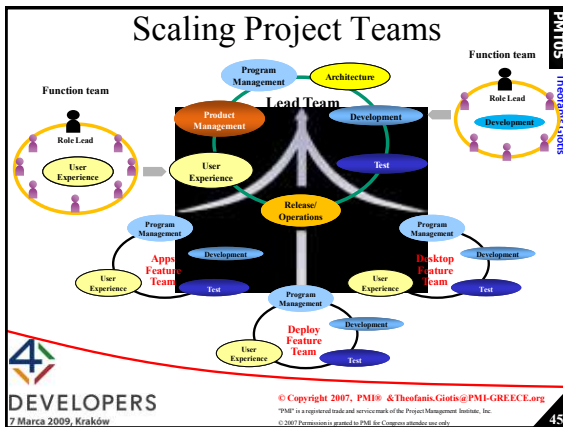 Scaling Project Teams
PMT05
Theofanis Giotis
Function team
Role Lead
User
Experience
Program
Management
Architecture
Lead Team
Product
Management
Development
User
Experience
Test
Release/
Operations
Function team
Role Lead
Development
Program
Management
Development
Apps
Feature
Team
User
Experience
Test
Program
Management
Development
Deploy
Feature
Team
User
Experience
Test
Program
Management
Development
Desktop
Feature
Team
User
Experience
Test
4
DEVELOPERS
7 Marca 2009, Kraków
© Copyright 2007, PMI® &Theofanis.Giotis@PMI-GREECE.org
"PMI" is a registered trade and service mark of the Project Management Institute, Inc.
© 2007 Permission is granted to PMI for Congress attendee use only
45